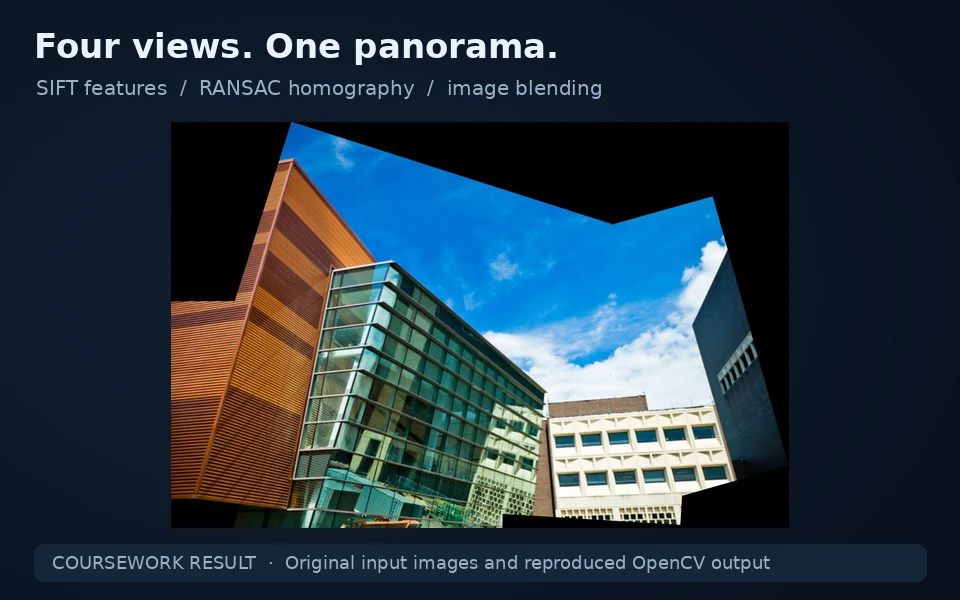 Four views. One panorama.
SIFT features / RANSAC homography / image blending
COURSEWORK RESULT · Original input images and reproduced OpenCV output